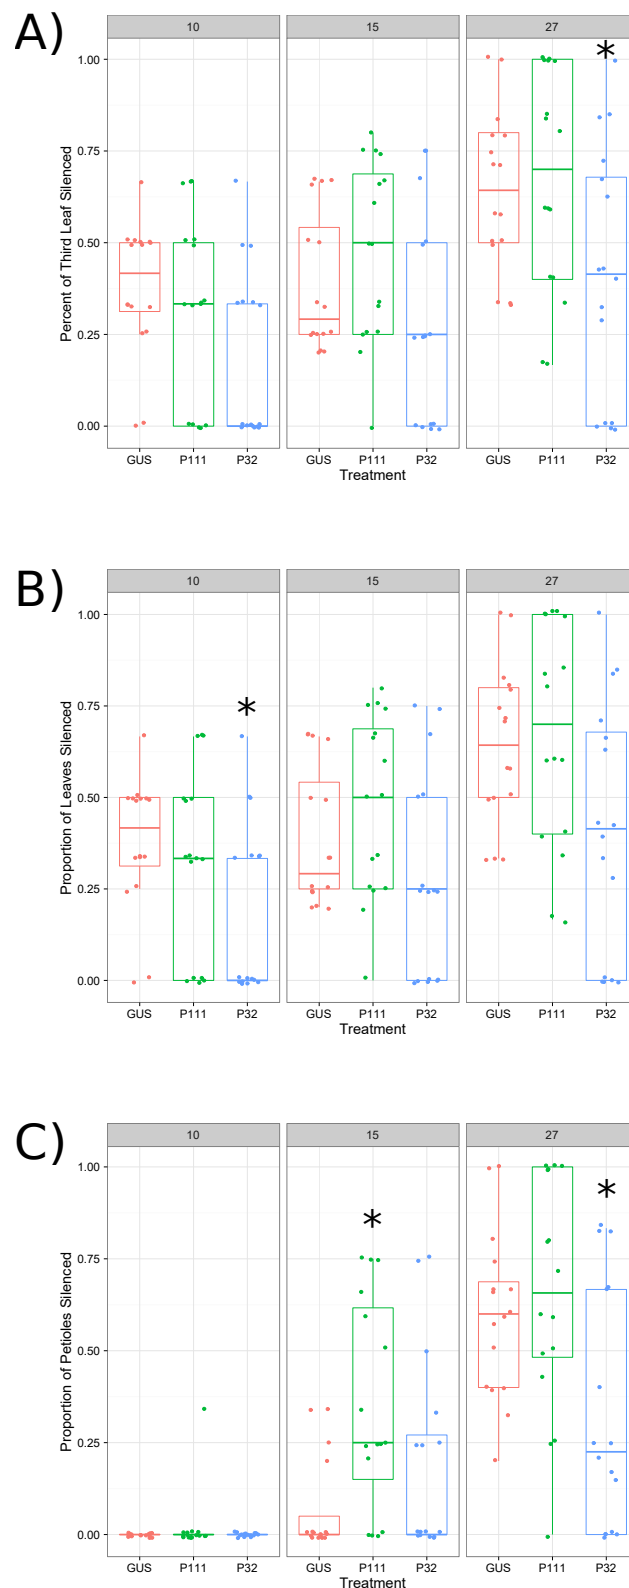 A)
10 15 27
1.00
0.75
0.50
0.25
0.00
Percent of Third Leaf Silenced
*
GUS P111 P32 GUS P111 P32 GUS P111 P32
Treatment
B)
10 15 27
1.00
0.75
0.50
0.25
0.00
Proportion of Leaves Silenced
*
GUS P111 P32 GUS P111 P32 GUS P111 P32
Treatment
C)
10 15 27
1.00
0.75
0.50
0.25
0.00
Proportion of Petioles Silenced
* *
GUS P111 P32 GUS P111 P32 GUS P111 P32
Treatment